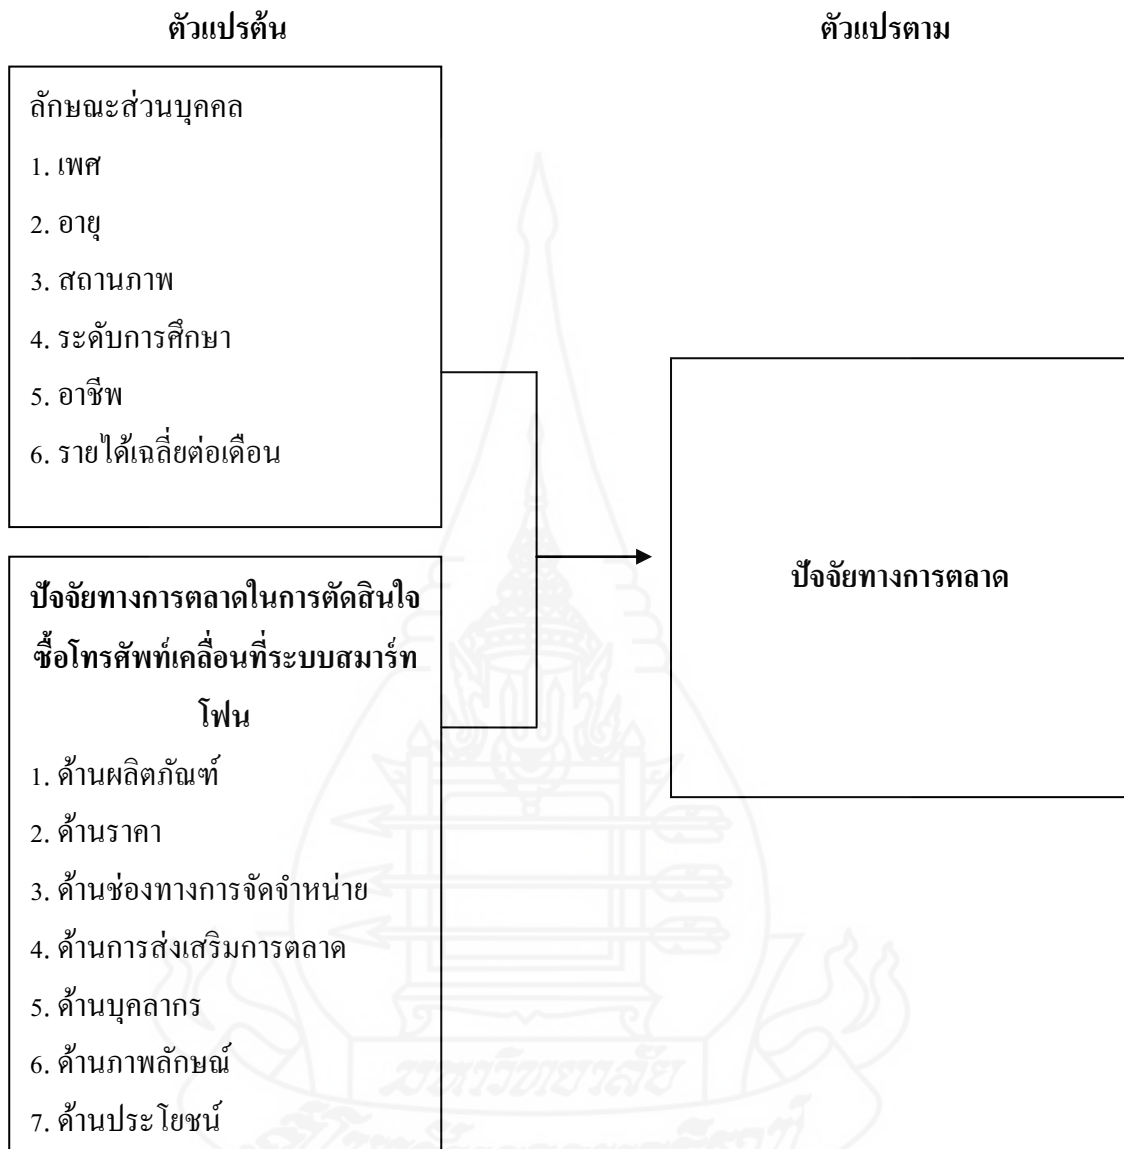 ตัวแปรต้น
ตัวแปรตาม
ลักษณะส่วนบุคคล
1. เพศ
2. อายุ
3. สถานภาพ
4. ระดับการศึกษา
5. อาชีพ
6. รายได้เฉลี่ยต่อเดือน
ปัจจัยทางการตลาดในการตัดสินใจ
ซื้อโทรศัพท์เคลื่อนที่ระบบสมาร์ท
โฟน
1. ด้านผลิตภัณฑ์
2. ด้านราคา
3. ด้านช่องทางการจัดจำหน่าย
4. ด้านการส่งเสริมการตลาด
5. ด้านบุคลากร
6. ด้านภาพลักษณ์
7. ด้านประโยชน์
ปัจจัยทางการตลาด
มหาวิทยาลัย